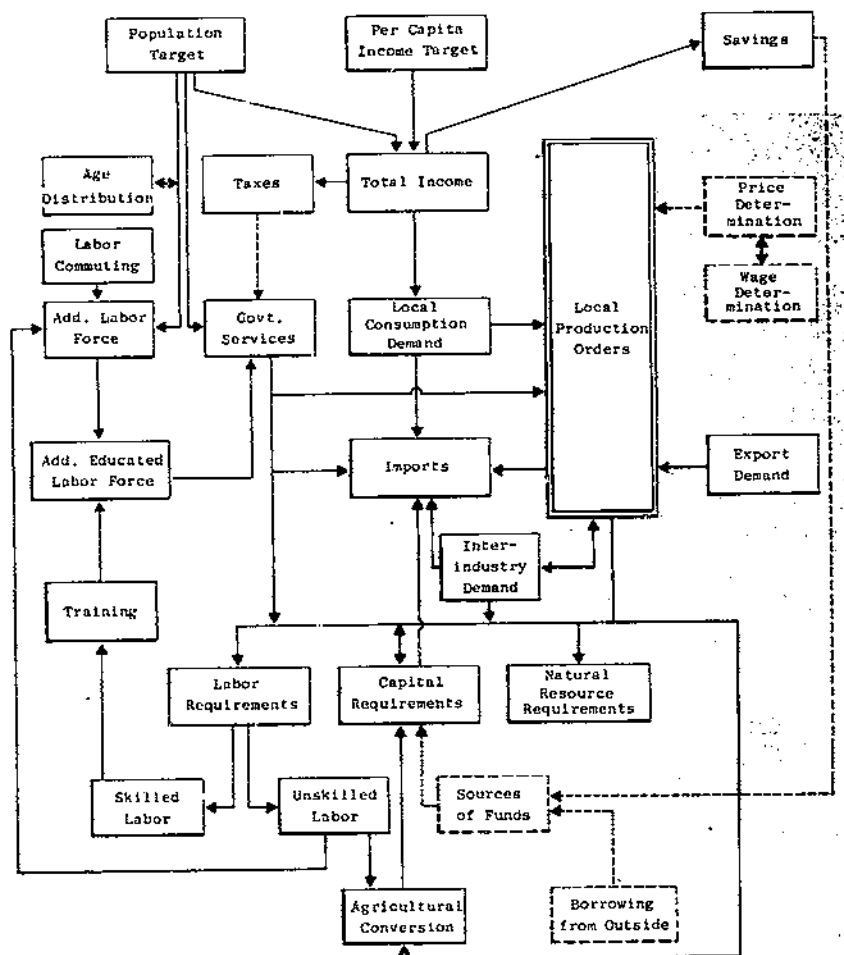 Population
Target
Per Capita
Income Target
Savings
Age
Distribution
Taxes
Total Income
Price
Deter-
mination
Labor
Commuting
Wage Deter-
mination
Add. Labor
Force
Govt.
Services
Local
Consumption
Demand
Local
Production
Orders
Add. Educated
Labor Force
Imports
Export
Demand
Inter-
industry
Demand
Training
Labor
Requirements
Capital
Requirements
Natural
Resource
Requirements
Skilled
Labor
Unskilled
Labor
Sources
of Funds
Agricultural
Conversion
Borrowing
from Outside